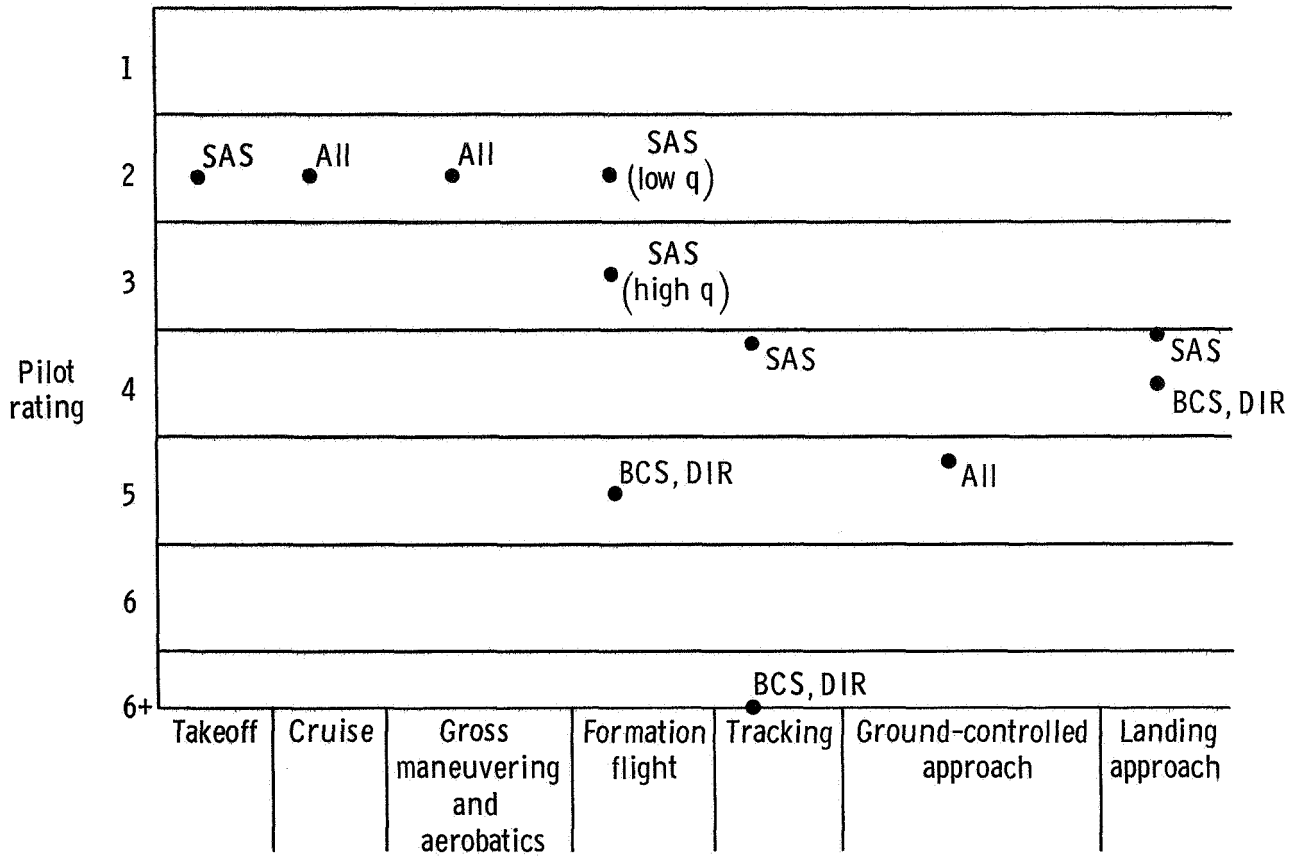 1
SAS
All
All
SAS
(low q)
2
SAS
(high q)
3
SAS
SAS
Pilot
rating
4
BCS, DIR
BCS, DIR
All
5
6
BCS, DIR
6+
Takeoff
Cruise
Gross
maneuvering
and
aerobatics
Formation
flight
Tracking
Ground-controlled
approach
Landing
approach